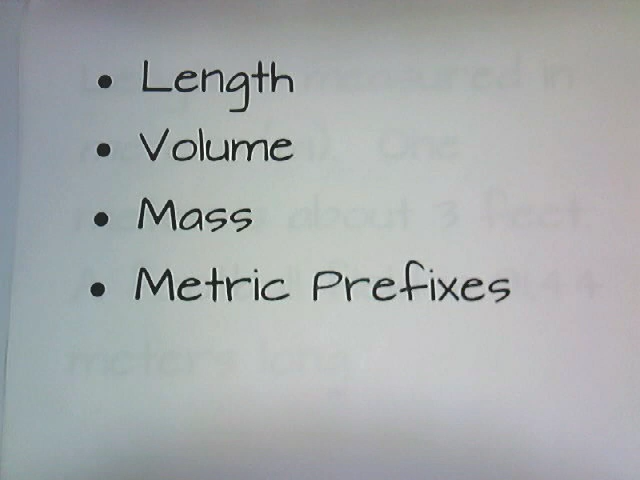 • Length
• Volume
• Mass
• Metric Prefixes